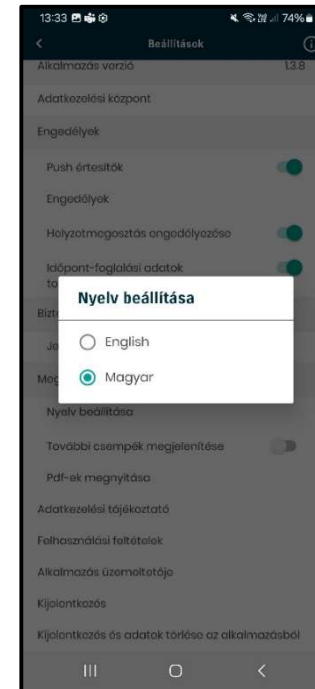 13:33 74%
Beállítások
Alkalmazás verzió 1.3.8
Adatkezelési központ
Engedélyek
Push értesítők
Engedélyek
Helyzetmegosztás engedélyezése
Időpont-foglalási adatok
Nyelv beállítása
English
Magyar
Nyelv beállítása
További csempék megjelenítése
Pdf-ek megnyitása
Adatkezelési tájékoztató
Felhasználási feltételek
Alkalmazás üzemeltetője
Kijelentkezés
Kijelentkezés és adatok törlése az alkalmazásból